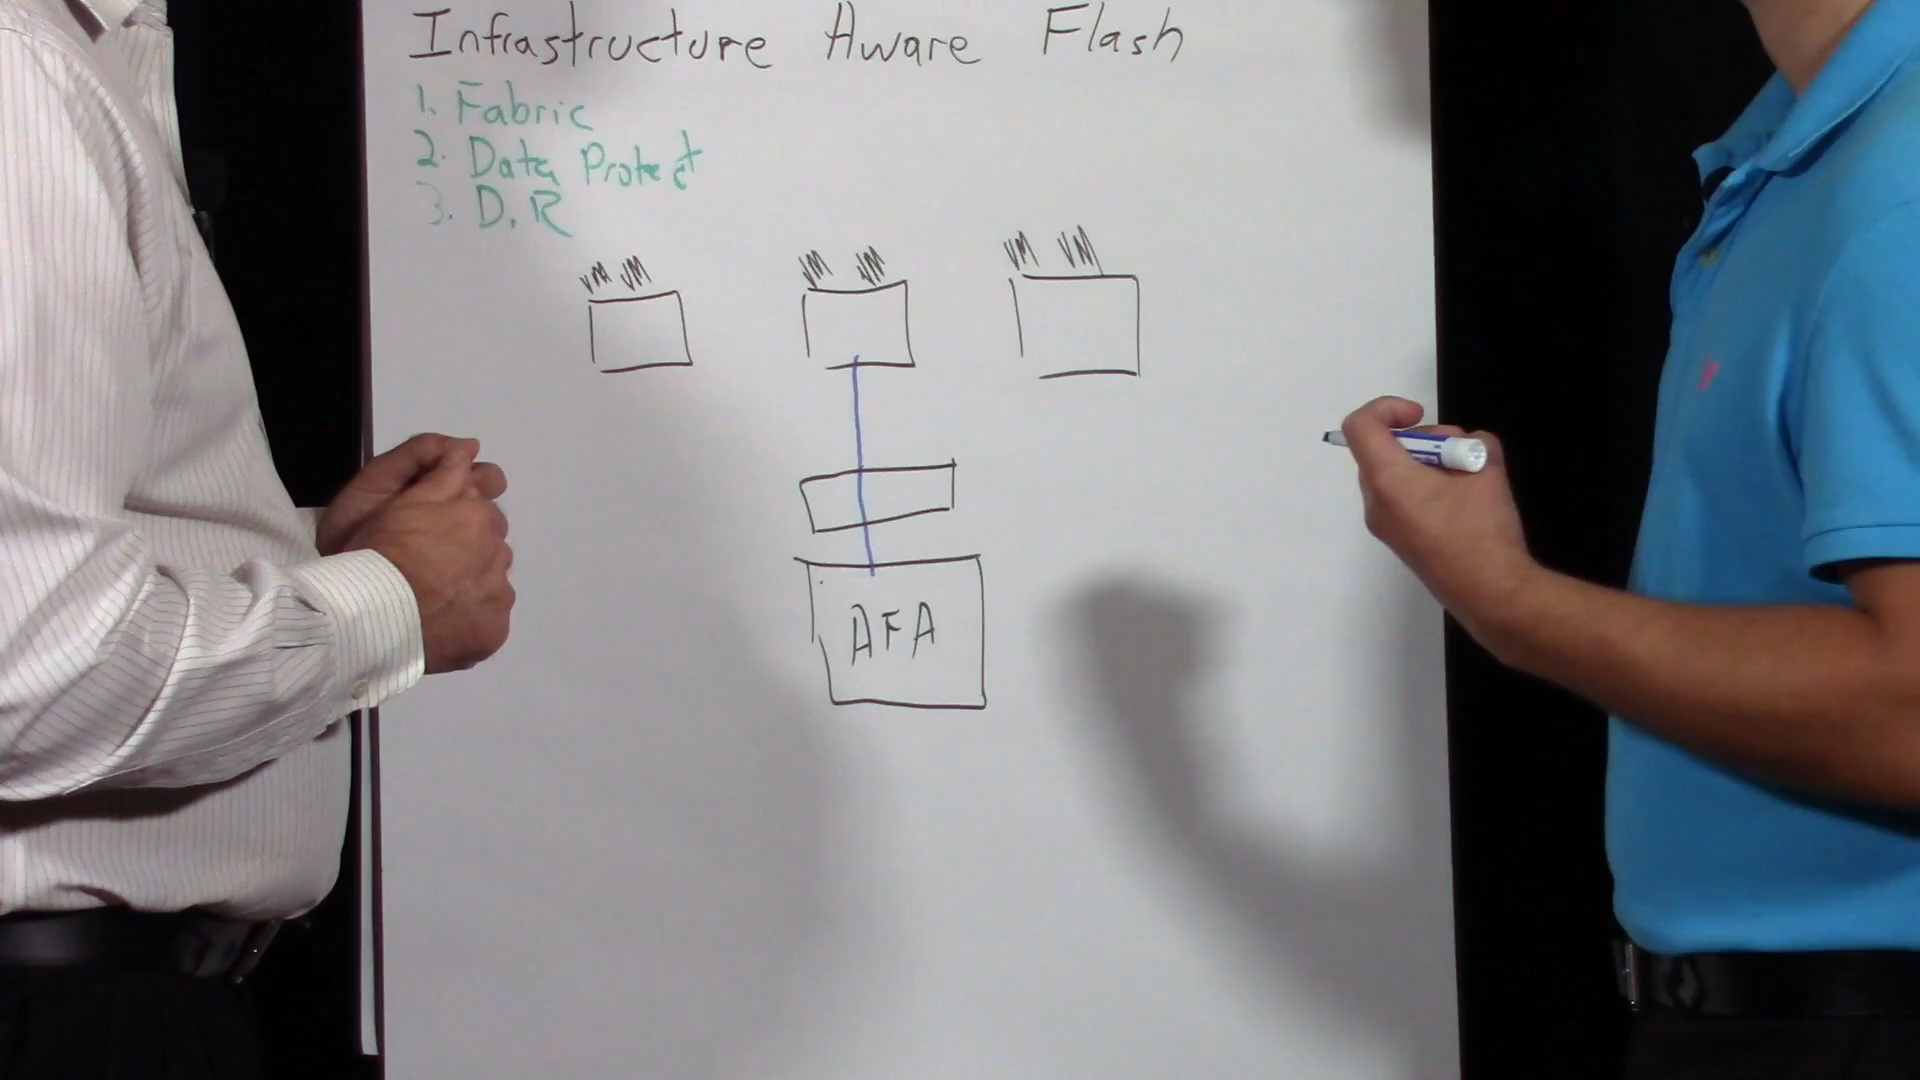 Infrastructure Aware Flash
1. Fabric
2. Data Protect
3. D.R
VM VM VM VM VM VM
AFA